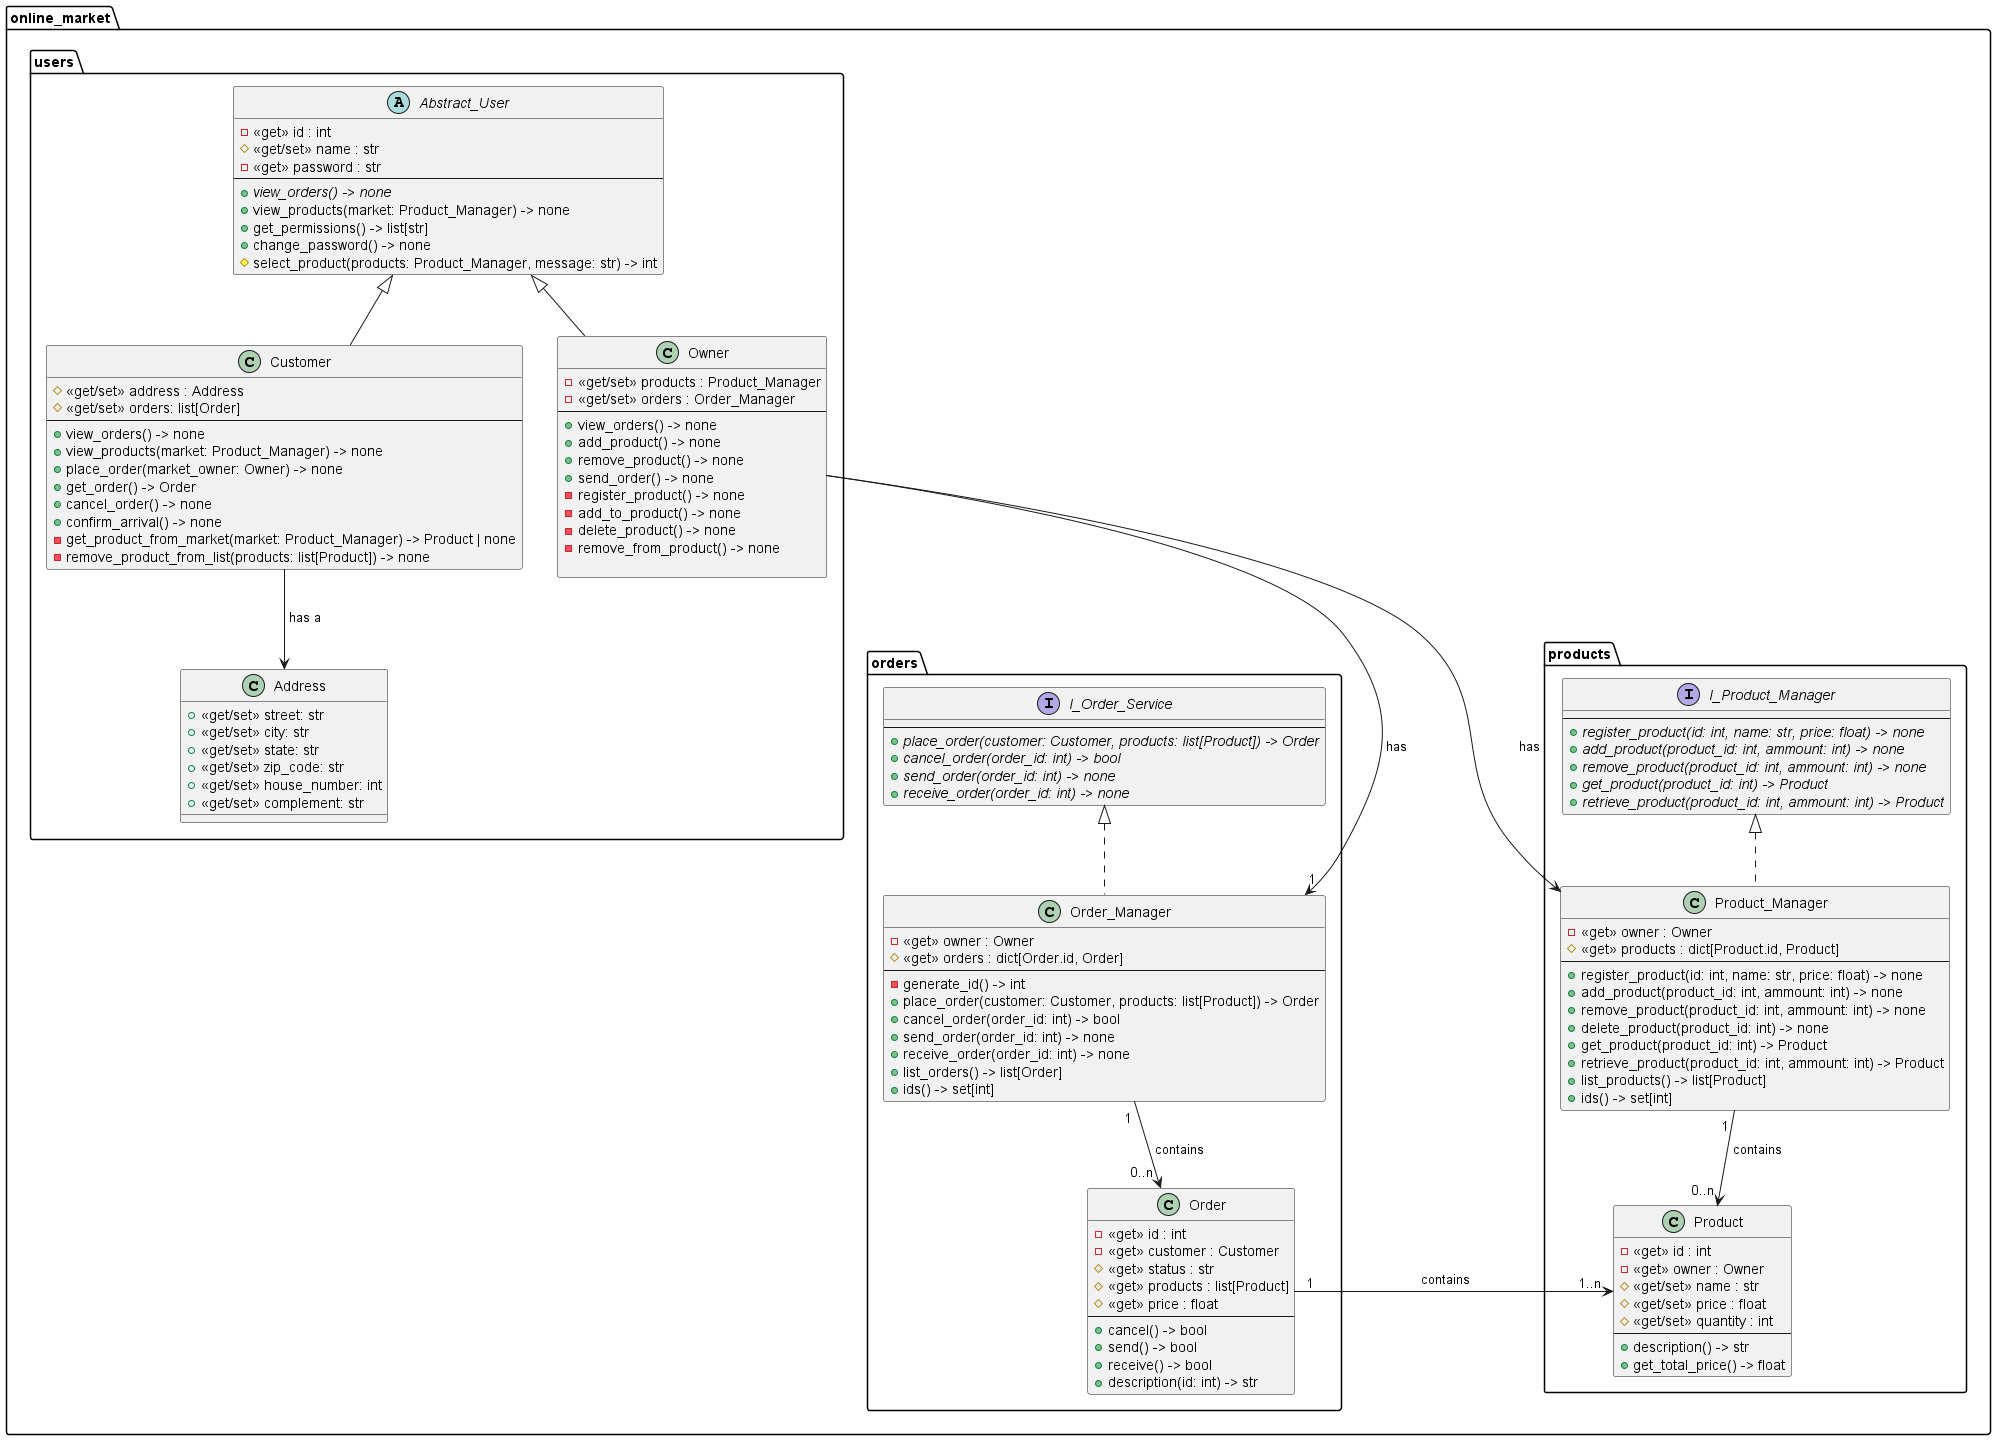 online_market
users
A Abstract_User
«get» id : int
«get/set» name : str
«get» password : str
view_orders() -> none
view_products(market: Product_Manager) -> none
get_permissions() -> list[str]
change_password() -> none
select_product(products: Product_Manager, message: str) -> int
C Customer
«get/set» address : Address
«get/set» orders: list[Order]
view_orders() -> none
view_products(market: Product_Manager) -> none
place_order(market_owner: Owner) -> none
get_order() -> Order
cancel_order() -> none
confirm_arrival() -> none
get_product_from_market(market: Product_Manager) -> Product | none
remove_product_from_list(products: list[Product]) -> none
C Owner
«get/set» products : Product_Manager
«get/set» orders : Order_Manager
view_orders() -> none
add_product() -> none
remove_product() -> none
send_order() -> none
register_product() -> none
add_to_product() -> none
delete_product() -> none
remove_from_product() -> none
has a
C Address
«get/set» street: str
«get/set» city: str
«get/set» state: str
«get/set» zip_code: str
«get/set» house_number: int
«get/set» complement: str
orders
I I_Order_Service
place_order(customer: Customer, products: list[Product]) -> Order
cancel_order(order_id: int) -> bool
send_order(order_id: int) -> none
receive_order(order_id: int) -> none
has
1
C Order_Manager
«get» owner : Owner
«get» orders : dict[Order.id, Order]
generate_id() -> int
place_order(customer: Customer, products: list[Product]) -> Order
cancel_order(order_id: int) -> bool
send_order(order_id: int) -> none
receive_order(order_id: int) -> none
list_orders() -> list[Order]
ids() -> set[int]
1
contains
0..n
C Order
«get» id : int
«get» customer : Customer
«get» status : str
«get» products : list[Product]
«get» price : float
cancel() -> bool
send() -> bool
receive() -> bool
description(id: int) -> str
1
contains
1..n
products
I I_Product_Manager
register_product(id: int, name: str, price: float) -> none
add_product(product_id: int, ammount: int) -> none
remove_product(product_id: int, ammount: int) -> none
get_product(product_id: int) -> Product
retrieve_product(product_id: int, ammount: int) -> Product
has
C Product_Manager
«get» owner : Owner
«get» products : dict[Product.id, Product]
register_product(id: int, name: str, price: float) -> none
add_product(product_id: int, ammount: int) -> none
remove_product(product_id: int, ammount: int) -> none
delete_product(product_id: int) -> none
get_product(product_id: int) -> Product
retrieve_product(product_id: int, ammount: int) -> Product
list_products() -> list[Product]
ids() -> set[int]
1
contains
0..n
C Product
«get» id : int
«get» owner : Owner
«get/set» name : str
«get/set» price : float
«get/set» quantity : int
description() -> str
get_total_price() -> float